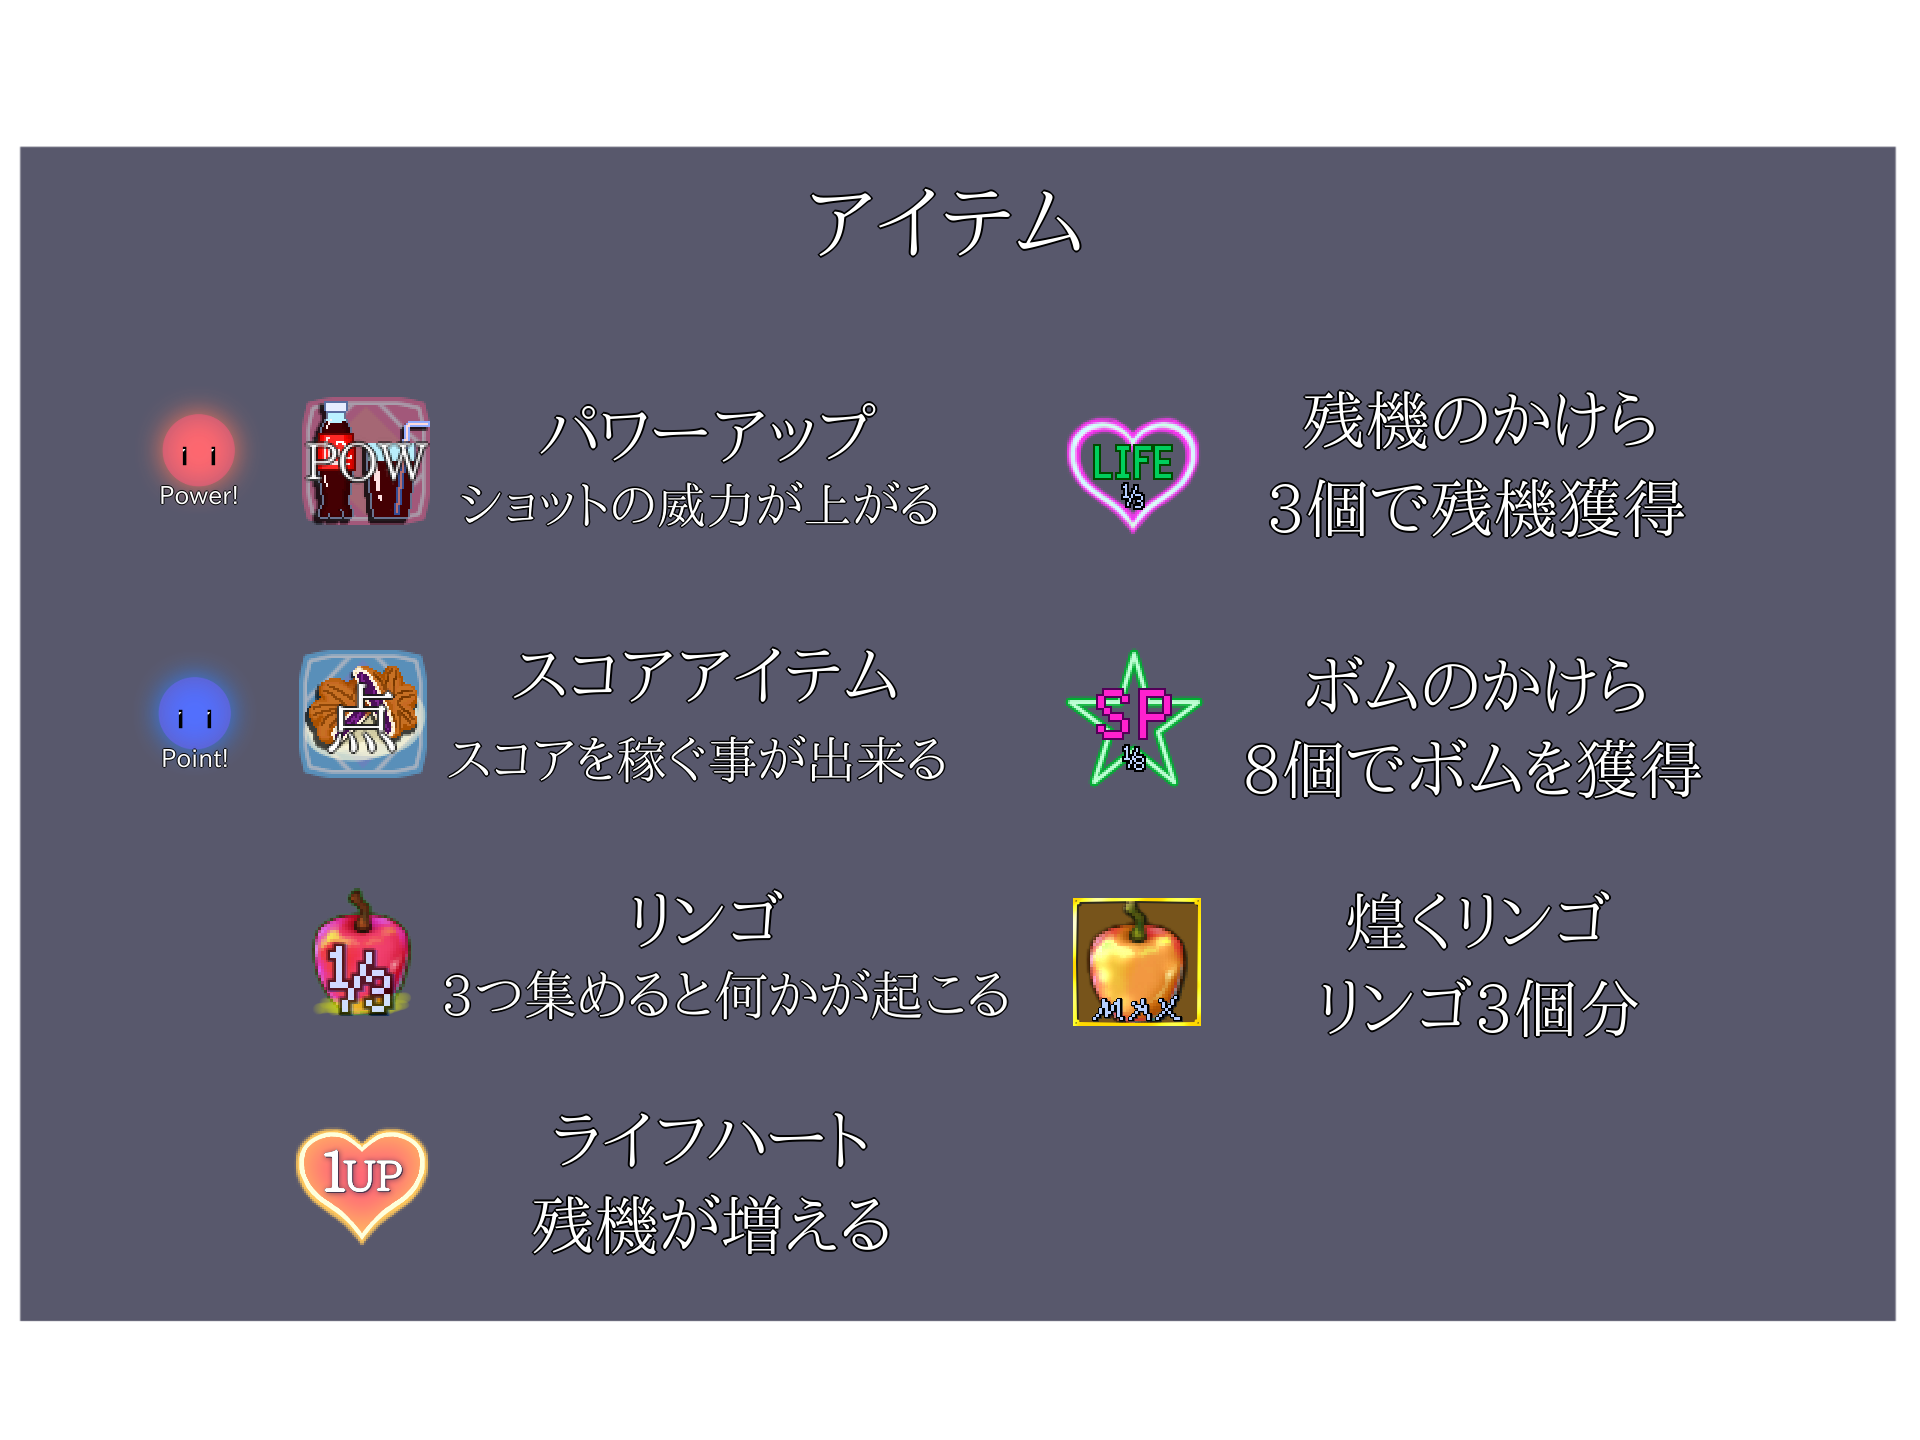 アイテム
Power!
POW
パワーアップ
ショットの威力が上がる
LIFE
1/3
残機のかけら
3個で残機獲得
Point!
点
スコアアイテム
スコアを稼ぐ事が出来る
SP
1/8
ボムのかけら
8個でボムを獲得
1/3
リンゴ
3つ集めると何かが起こる
MAX
煌くリンゴ
リンゴ3個分
1UP
ライフハート
残機が増える